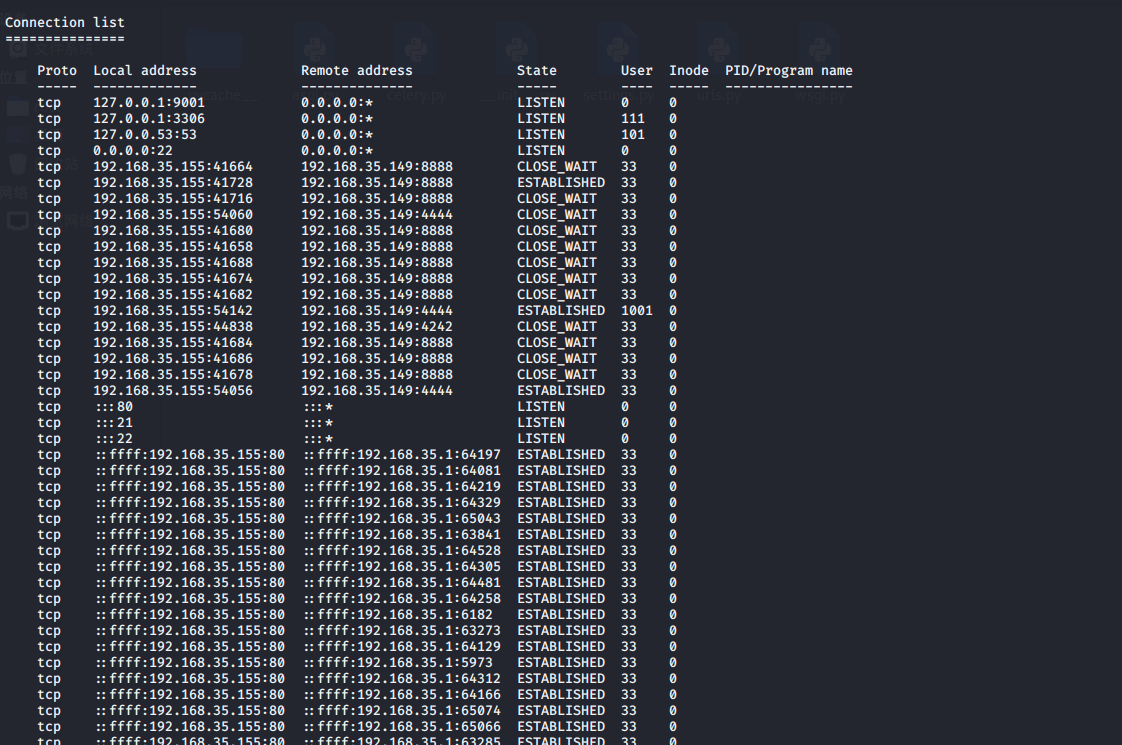 Connection list
===============
Proto Local address Remote address State User Inode PID/Program name
----- ------------- -------------- ----- ---- ----- ----------------
tcp 127.0.0.1:9001 0.0.0.0:* LISTEN 0 0
tcp 127.0.0.1:3306 0.0.0.0:* LISTEN 111 0
tcp 127.0.0.53:53 0.0.0.0:* LISTEN 101 0
tcp 0.0.0.0:22 0.0.0.0:* LISTEN 0 0
tcp 192.168.35.155:41664 192.168.35.149:8888 CLOSE_WAIT 33 0
tcp 192.168.35.155:41728 192.168.35.149:8888 ESTABLISHED 33 0
tcp 192.168.35.155:41716 192.168.35.149:8888 CLOSE_WAIT 33 0
tcp 192.168.35.155:54060 192.168.35.149:4444 CLOSE_WAIT 33 0
tcp 192.168.35.155:41680 192.168.35.149:8888 CLOSE_WAIT 33 0
tcp 192.168.35.155:41658 192.168.35.149:8888 CLOSE_WAIT 33 0
tcp 192.168.35.155:41688 192.168.35.149:8888 CLOSE_WAIT 33 0
tcp 192.168.35.155:41674 192.168.35.149:8888 CLOSE_WAIT 33 0
tcp 192.168.35.155:41682 192.168.35.149:8888 CLOSE_WAIT 33 0
tcp 192.168.35.155:54142 192.168.35.149:4444 ESTABLISHED 1001 0
tcp 192.168.35.155:44838 192.168.35.149:4242 CLOSE_WAIT 33 0
tcp 192.168.35.155:41684 192.168.35.149:8888 CLOSE_WAIT 33 0
tcp 192.168.35.155:41686 192.168.35.149:8888 CLOSE_WAIT 33 0
tcp 192.168.35.155:41678 192.168.35.149:8888 CLOSE_WAIT 33 0
tcp 192.168.35.155:54056 192.168.35.149:4444 ESTABLISHED 33 0
tcp :::80 :::* LISTEN 0 0
tcp :::21 :::* LISTEN 0 0
tcp :::22 :::* LISTEN 0 0
tcp ::ffff:192.168.35.155:80 ::ffff:192.168.35.1:64197 ESTABLISHED 33 0
tcp ::ffff:192.168.35.155:80 ::ffff:192.168.35.1:64081 ESTABLISHED 33 0
tcp ::ffff:192.168.35.155:80 ::ffff:192.168.35.1:64219 ESTABLISHED 33 0
tcp ::ffff:192.168.35.155:80 ::ffff:192.168.35.1:64329 ESTABLISHED 33 0
tcp ::ffff:192.168.35.155:80 ::ffff:192.168.35.1:65043 ESTABLISHED 33 0
tcp ::ffff:192.168.35.155:80 ::ffff:192.168.35.1:63841 ESTABLISHED 33 0
tcp ::ffff:192.168.35.155:80 ::ffff:192.168.35.1:64528 ESTABLISHED 33 0
tcp ::ffff:192.168.35.155:80 ::ffff:192.168.35.1:64305 ESTABLISHED 33 0
tcp ::ffff:192.168.35.155:80 ::ffff:192.168.35.1:64481 ESTABLISHED 33 0
tcp ::ffff:192.168.35.155:80 ::ffff:192.168.35.1:64258 ESTABLISHED 33 0
tcp ::ffff:192.168.35.155:80 ::ffff:192.168.35.1:6182 ESTABLISHED 33 0
tcp ::ffff:192.168.35.155:80 ::ffff:192.168.35.1:63273 ESTABLISHED 33 0
tcp ::ffff:192.168.35.155:80 ::ffff:192.168.35.1:64129 ESTABLISHED 33 0
tcp ::ffff:192.168.35.155:80 ::ffff:192.168.35.1:5973 ESTABLISHED 33 0
tcp ::ffff:192.168.35.155:80 ::ffff:192.168.35.1:64312 ESTABLISHED 33 0
tcp ::ffff:192.168.35.155:80 ::ffff:192.168.35.1:64166 ESTABLISHED 33 0
tcp ::ffff:192.168.35.155:80 ::ffff:192.168.35.1:65074 ESTABLISHED 33 0
tcp ::ffff:192.168.35.155:80 ::ffff:192.168.35.1:65066 ESTABLISHED 33 0
tcp ::ffff:192.168.35.155:80 ::ffff:192.168.35.1:63285 ESTABLISHED 33 0